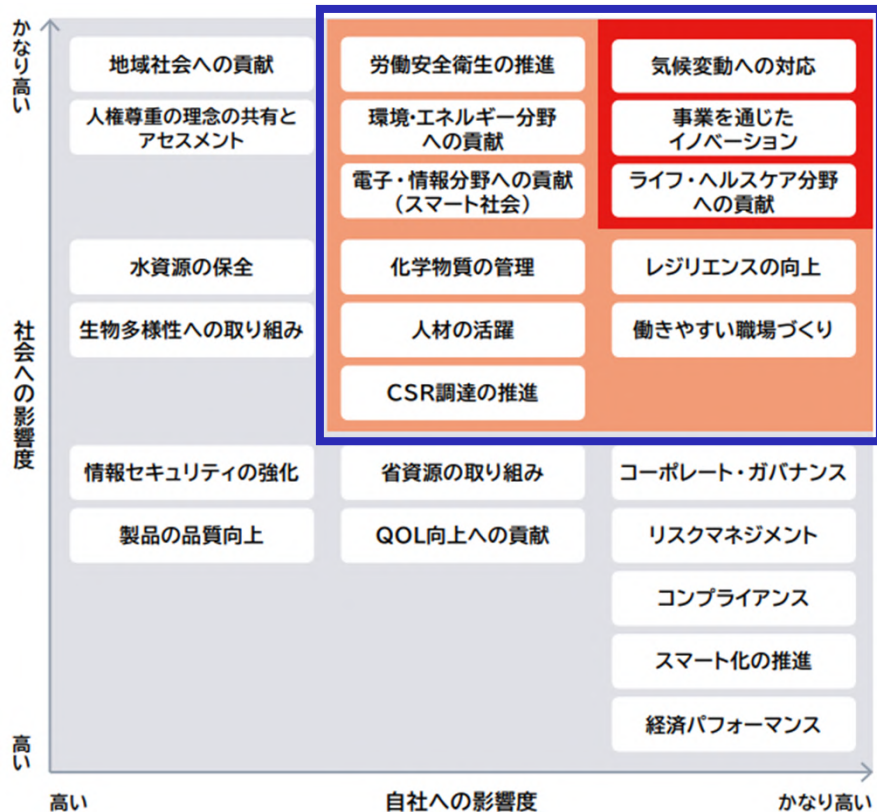 かなり高い
地域社会への貢献
労働安全衛生の推進
気候変動への対応
人権尊重の理念の共有と
アセスメント
環境・エネルギー分野
への貢献
事業を通じた
イノベーション
電子・情報分野への貢献
(スマート社会)
ライフ・ヘルスケア分野
への貢献
水資源の保全
化学物質の管理
レジリエンスの向上
生物多様性への取り組み
人材の活躍
働きやすい職場づくり
CSR調達の推進
社会への影響度
情報セキュリティの強化
省資源の取り組み
コーポレート・ガバナンス
製品の品質向上
QOL向上への貢献
リスクマネジメント
コンプライアンス
スマート化の推進
経済パフォーマンス
高い
高い
自社への影響度
かなり高い